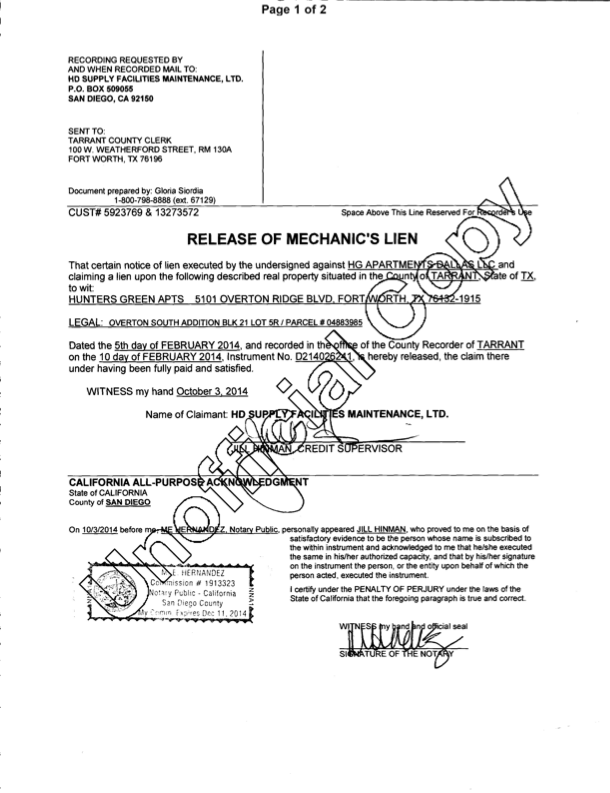 Page 1 of 2
RECORDING REQUESTED BY
AND WHEN RECORDED MAIL TO:
HD SUPPLY FACILITIES MAINTENANCE, LTD.
P.O. BOX 509055
SAN DIEGO, CA 92150
SENT TO:
TARRANT COUNTY CLERK
100 W. WEATHERFORD STREET, RM 130A
FORT WORTH, TX 76196
Document prepared by: Gloria Siordia
1-800-798-8888 (ext. 67129)
CUST# 5923769 & 13273572
Space Above This Line Reserved For Recorder's Use
RELEASE OF MECHANIC'S LIEN
That certain notice of lien executed by the undersigned against HG APARTMENTS DALLAS LLC and
claiming a lien upon the following described real property situated in the County of TARRANT, State of TX,
to wit:
HUNTERS GREEN APTS 5101 OVERTON RIDGE BLVD, FORT WORTH, TX 76132-1915
LEGAL: OVERTON SOUTH ADDITION BLK 21 LOT 5R / PARCEL # 04883985
Dated the 5th day of FEBRUARY 2014, and recorded in the office of the County Recorder of TARRANT
on the 10 day of FEBRUARY 2014, Instrument No. D214026241, is hereby released, the claim there
under having been fully paid and satisfied.
WITNESS my hand October 3, 2014
Name of Claimant: HD SUPPLY FACILITIES MAINTENANCE, LTD.
JILL HINMAN, CREDIT SUPERVISOR
CALIFORNIA ALL-PURPOSE ACKNOWLEDGMENT
State of CALIFORNIA
County of SAN DIEGO
On 10/3/2014 before me, ME HERNANDEZ, Notary Public, personally appeared JILL HINMAN, who proved to me on the basis of
satisfactory evidence to be the person whose name is subscribed to
the within instrument and acknowledged to me that he/she executed
the same in his/her authorized capacity, and that by his/her signature
on the instrument the person, or the entity upon behalf of which the
person acted, executed the instrument.
I certify under the PENALTY OF PERJURY under the laws of the
State of California that the foregoing paragraph is true and correct.
M. E. HERNANDEZ
Commission # 1913323
Notary Public - California
San Diego County
My Comm. Expires Dec 11, 2014
WITNESS my hand and official seal
SIGNATURE OF THE NOTARY
Unofficial Copy